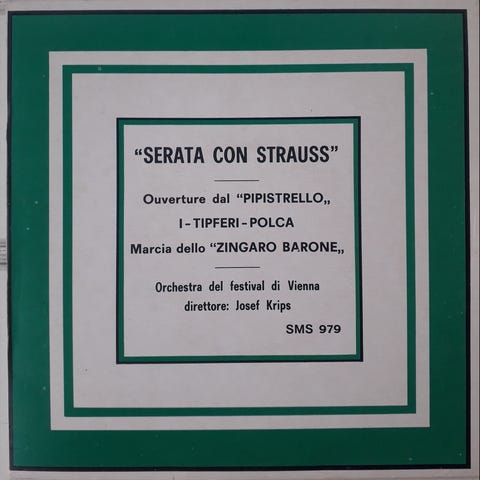 “SERATA CON STRAUSS”
Ouverture dal “PIPISTRELLO„
I-TIPFERI-POLCA
Marcia dello “ZINGARO BARONE„
Orchestra del festival di Vienna
direttore: Josef Krips
SMS 979